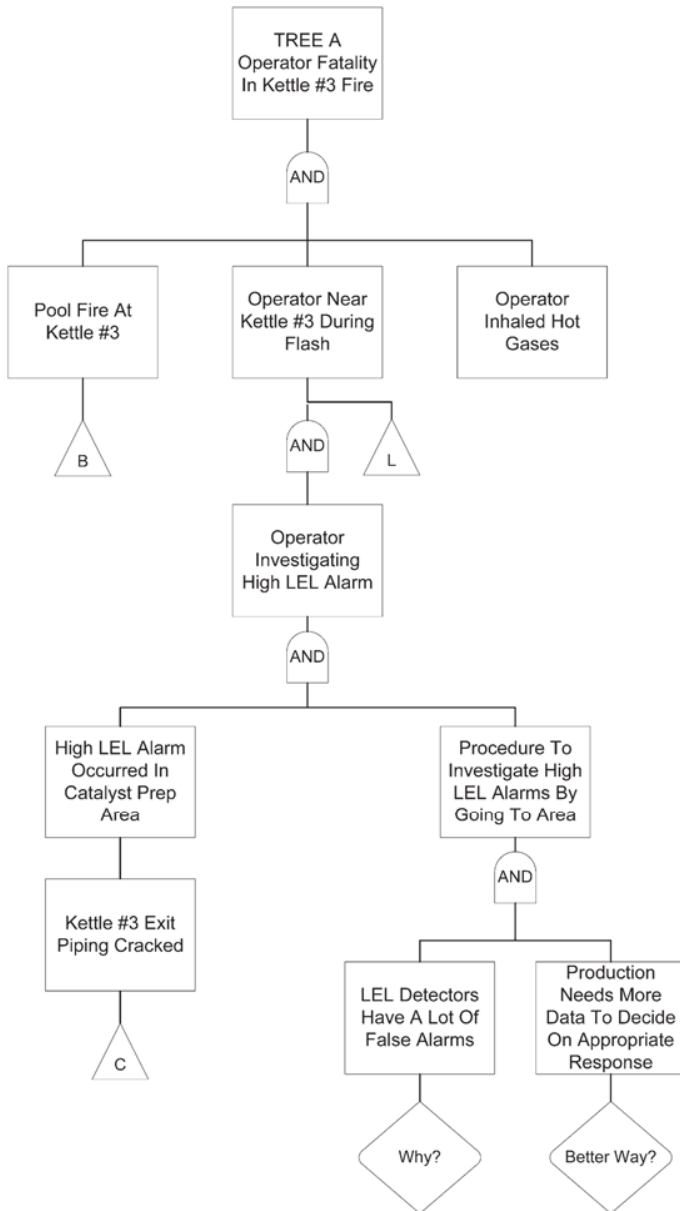 TREE A
Operator Fatality
In Kettle #3 Fire
AND
Pool Fire At
Kettle #3
Operator Near
Kettle #3 During
Flash
Operator
Inhaled Hot
Gases
B
AND
L
Operator
Investigating
High LEL Alarm
AND
High LEL Alarm
Occurred In
Catalyst Prep
Area
Procedure To
Investigate High
LEL Alarms By
Going To Area
AND
Kettle #3 Exit
Piping Cracked
LEL Detectors
Have A Lot Of
False Alarms
Production
Needs More
Data To Decide
On Appropriate
Response
C
Why?
Better Way?